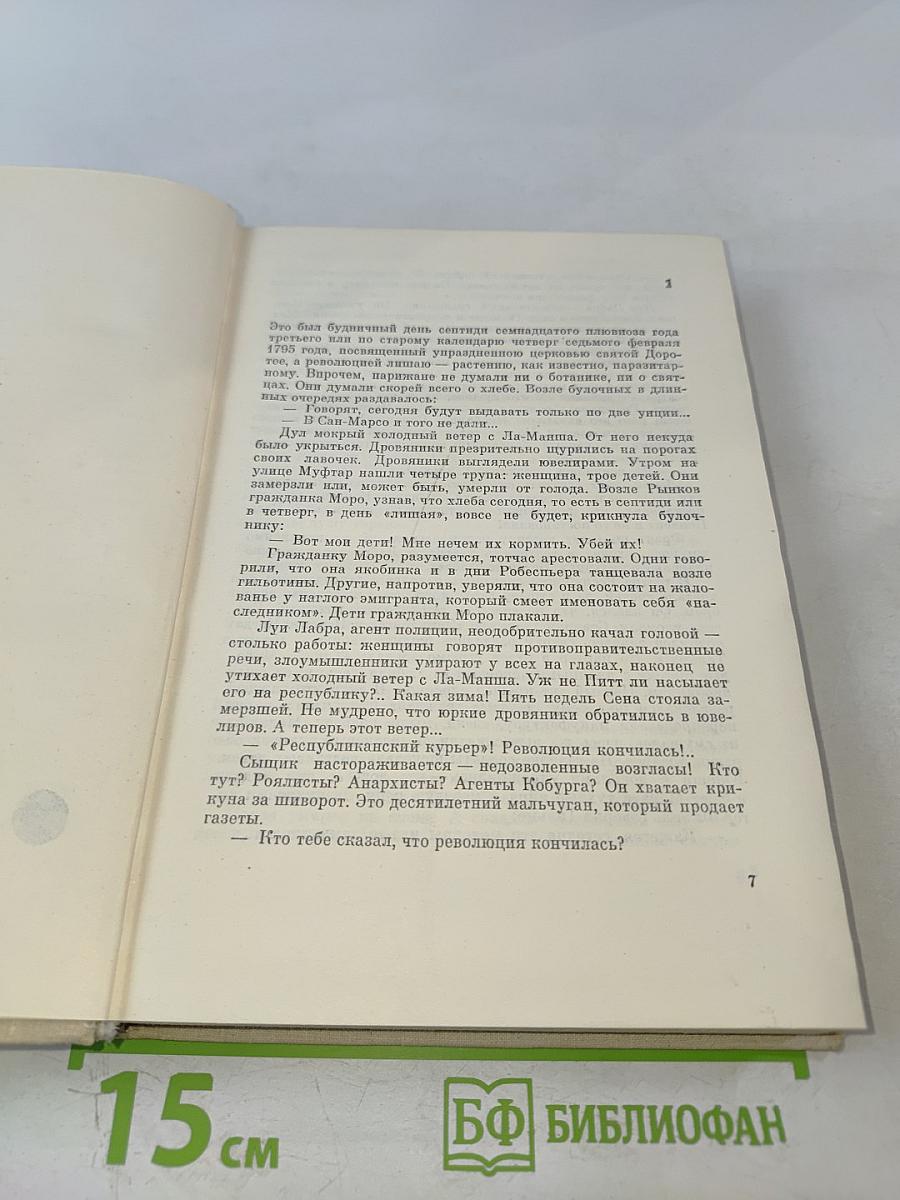 1
Это был будничный день септиди семнадцатого плювиоза года
третьего или по старому календарю четверг седьмого февраля
1795 года, посвященный упраздненною церковью святой Доро-
тее, а революцией лишаю — растению, как известно, паразитар-
ному. Впрочем, парижане не думали ни о ботанике, ни о свят-
цах. Они думали скорей всего о хлебе. Возле булочных в длин-
ных очередях раздавалось:
— Говорят, сегодня будут выдавать только по две унции...
— В Сан-Марсо и того не дали...
Дул мокрый холодный ветер с Ла-Манша. От него некуда
было укрыться. Дровяники презрительно щурились на порогах
своих лавочек. Дровяники выглядели ювелирами. Утром на
улице Муфтар нашли четыре трупа: женщина, трое детей. Они
замерзли или, может быть, умерли от голода. Возле Рынков
гражданка Моро, узнав, что хлеба сегодня, то есть в септиди или
в четверг, в день «лишая», вовсе не будет, крикнула булоч-
нику:
— Вот мои дети! Мне нечем их кормить. Убей их!
Гражданку Моро, разумеется, тотчас арестовали. Одни гово-
рили, что она якобинка и в дни Робеспьера танцевала возле
гильотины. Другие, напротив, уверяли, что она состоит на жало-
ванье у наглого эмигранта, который смеет именовать себя «на-
следником». Дети гражданки Моро плакали.
Луи Лабра, агент полиции, неодобрительно качал головой —
столько работы: женщины говорят противоправительственные
речи, злоумышленники умирают у всех на глазах, наконец не
утихает холодный ветер с Ла-Манша. Уж не Питт ли насылает
его на республику?.. Какая зима! Пять недель Сена стояла за-
мерзшей. Не мудрено, что юркие дровяники обратились в юве-
лиров. А теперь этот ветер...
— «Республиканский курьер»! Революция кончилась!..
Сыщик настораживается — недозволенные возгласы! Кто
тут? Роялисты? Анархисты? Агенты Кобурга? Он хватает кри-
куна за шиворот. Это десятилетний мальчуган, который продает
газеты.
— Кто тебе сказал, что революция кончилась?
7
15 см
БФ БИБЛИОФАН